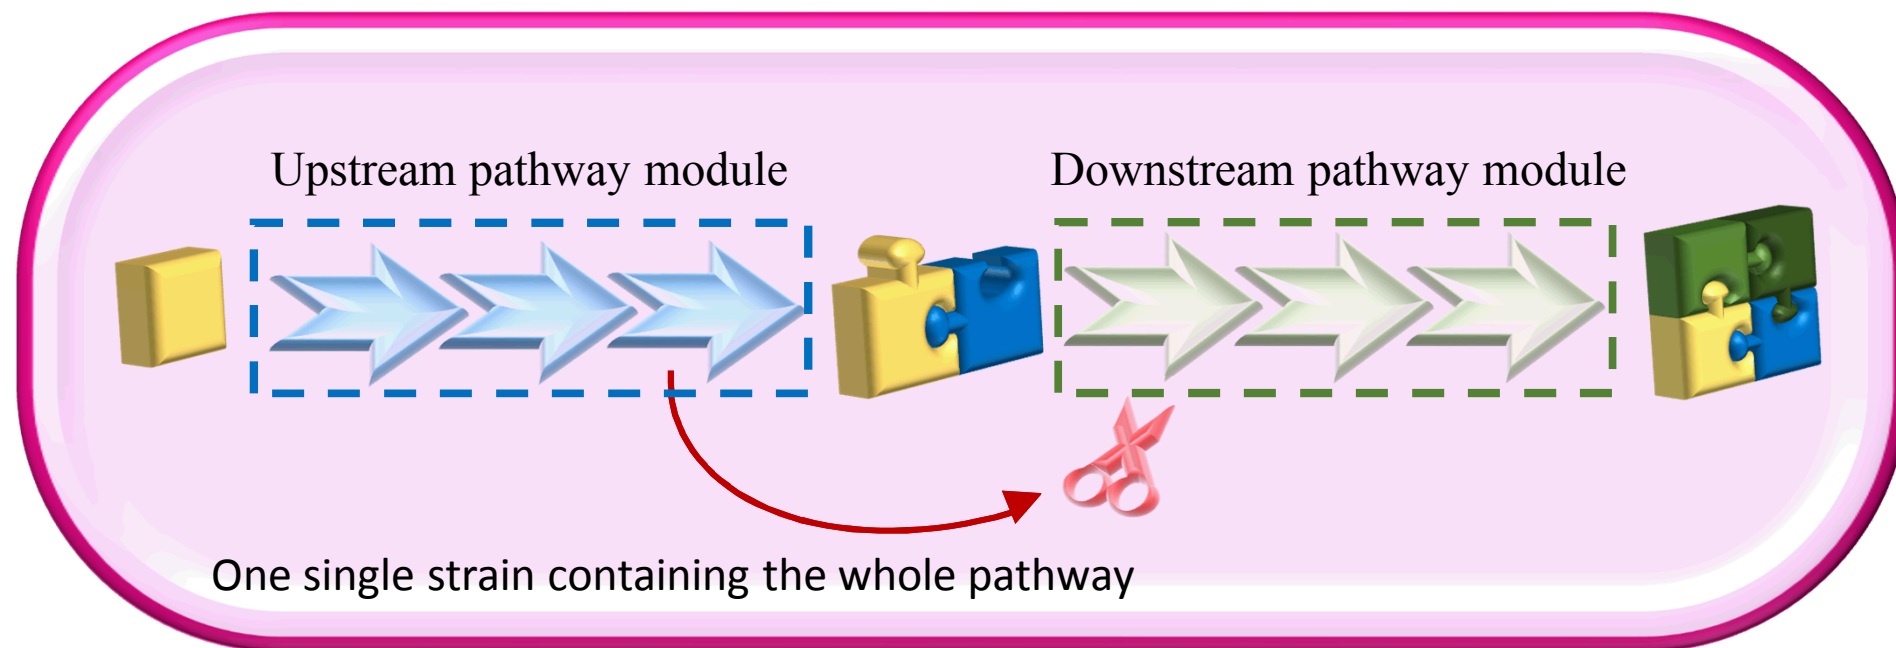 Upstream pathway module
Downstream pathway module
One single strain containing the whole pathway